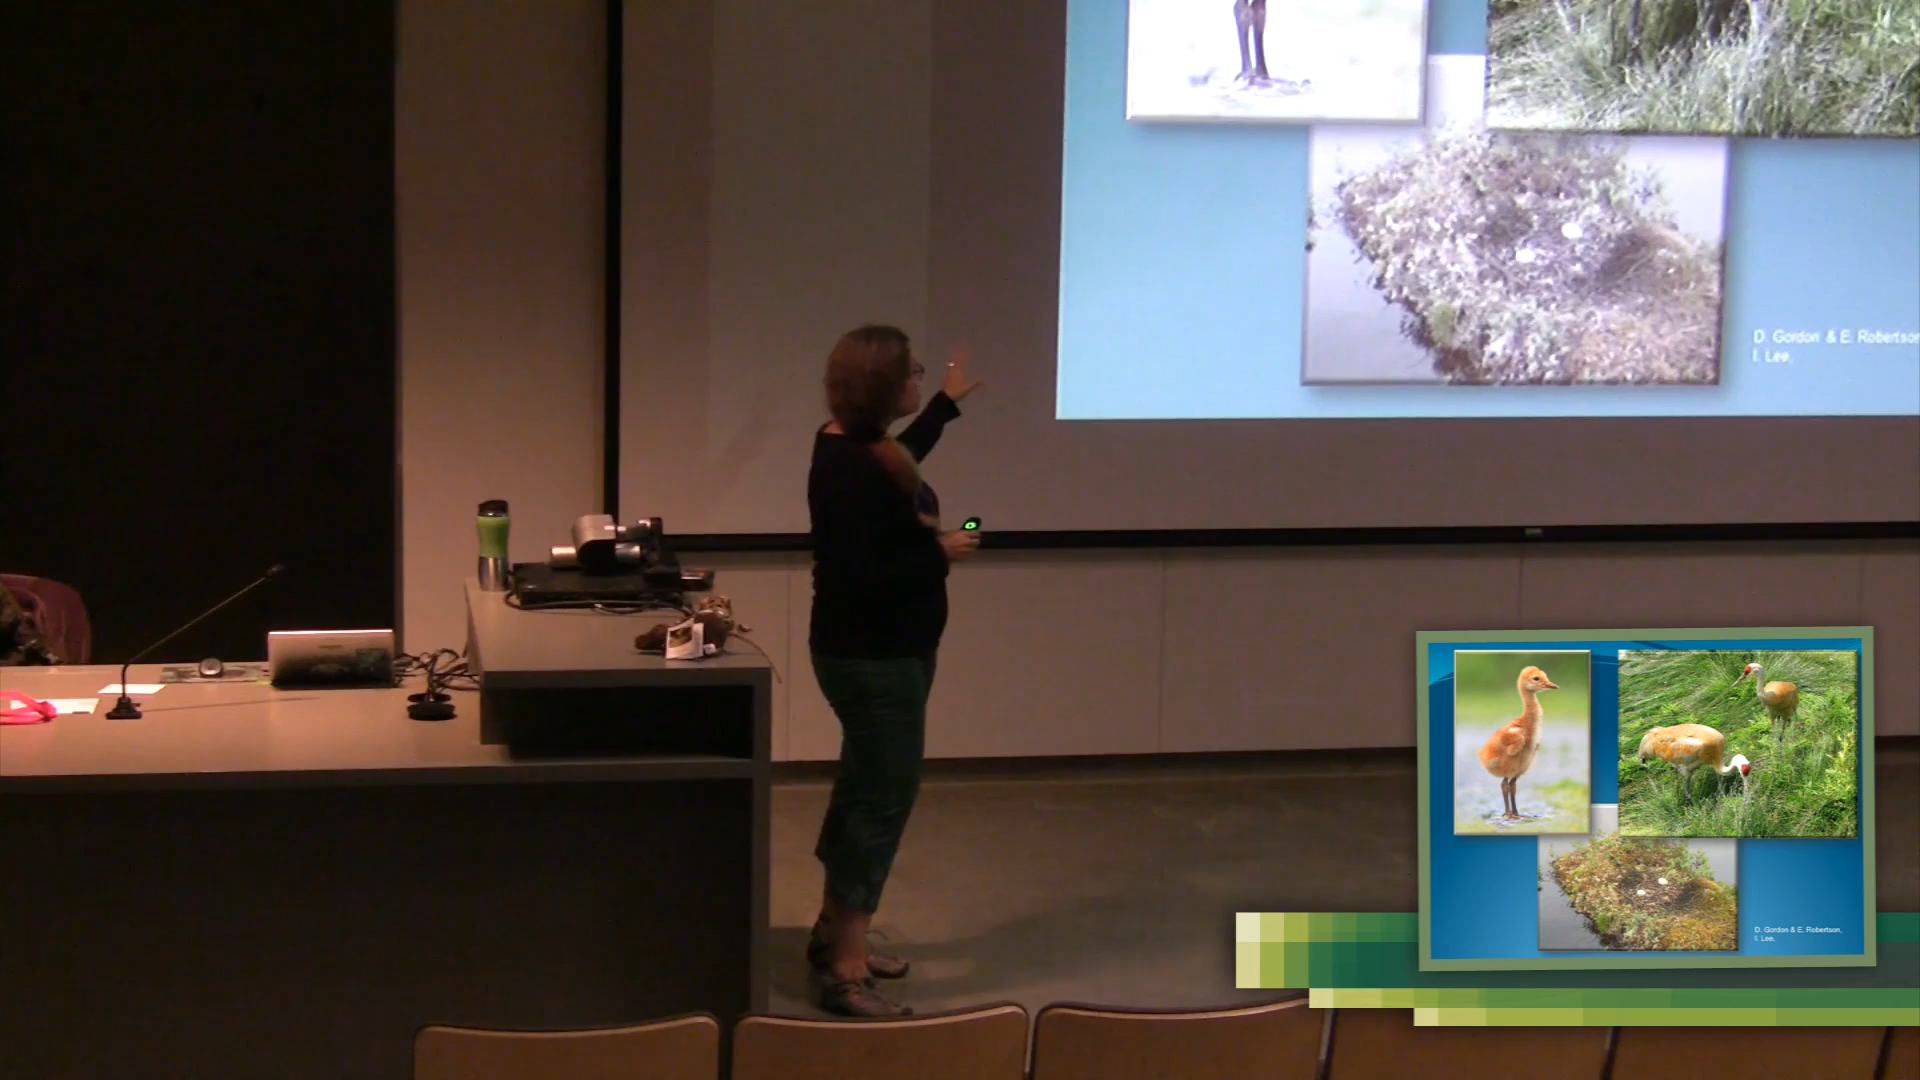 D. Gordon & E. Robertson
I. Lee,
D. Gordon & E. Robertson,
I. Lee,